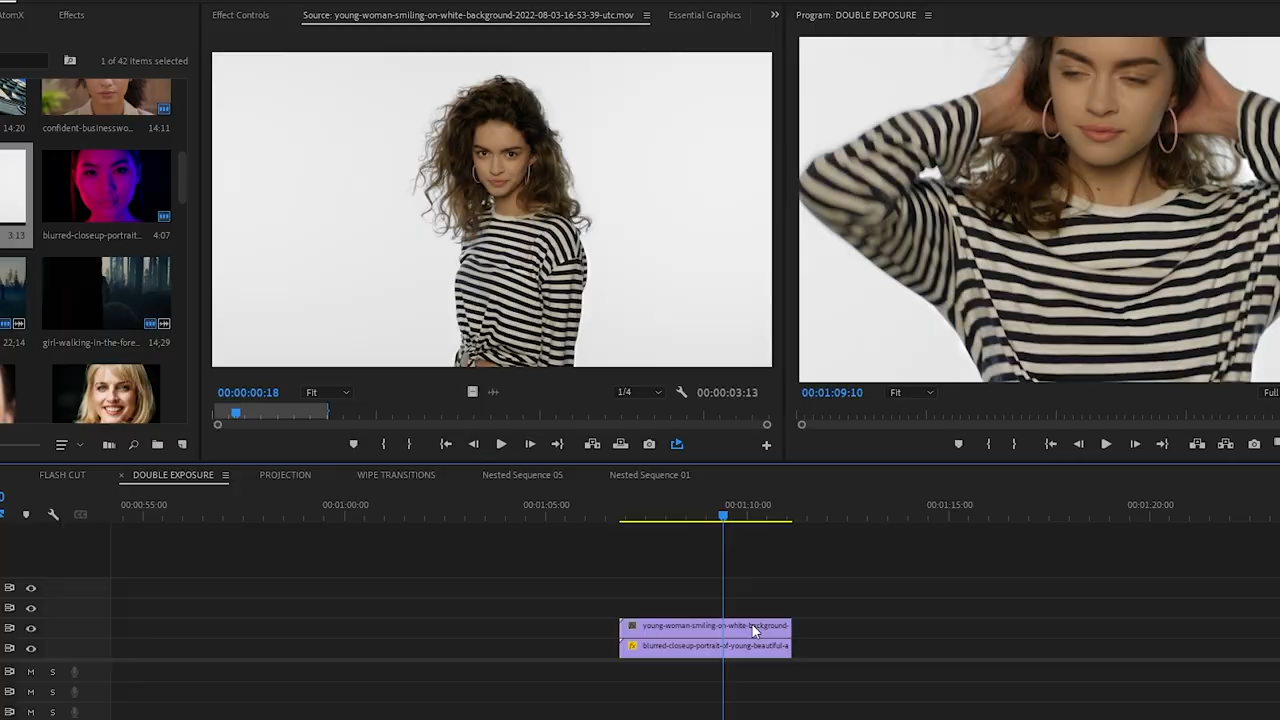 AtomX
Effects
Effect Controls
Source: young-woman-smiling-on-white-background-2022-08-03-16-53-39-utc.mov
Essential Graphics
Program: DOUBLE EXPOSURE
1 of 42 items selected
14:20
confident-businesswo...
14:11
3:13
blurred-closeup-portrait...
4:07
22;14
girl-walking-in-the-fore...
14;29
00:00:00:18
Fit
1/4
00:00:03:13
00:01:09:10
Fit
Full
FLASH CUT
× DOUBLE EXPOSURE
PROJECTION
WIPE TRANSITIONS
Nested Sequence 05
Nested Sequence 01
00:00:55:00
00:01:00:00
00:01:05:00
00:01:10:00
00:01:15:00
00:01:20:00
young-woman-smiling-on-white-background-
fx blurred-closeup-portrait-of-young-beautiful-a
M S
M S
M S